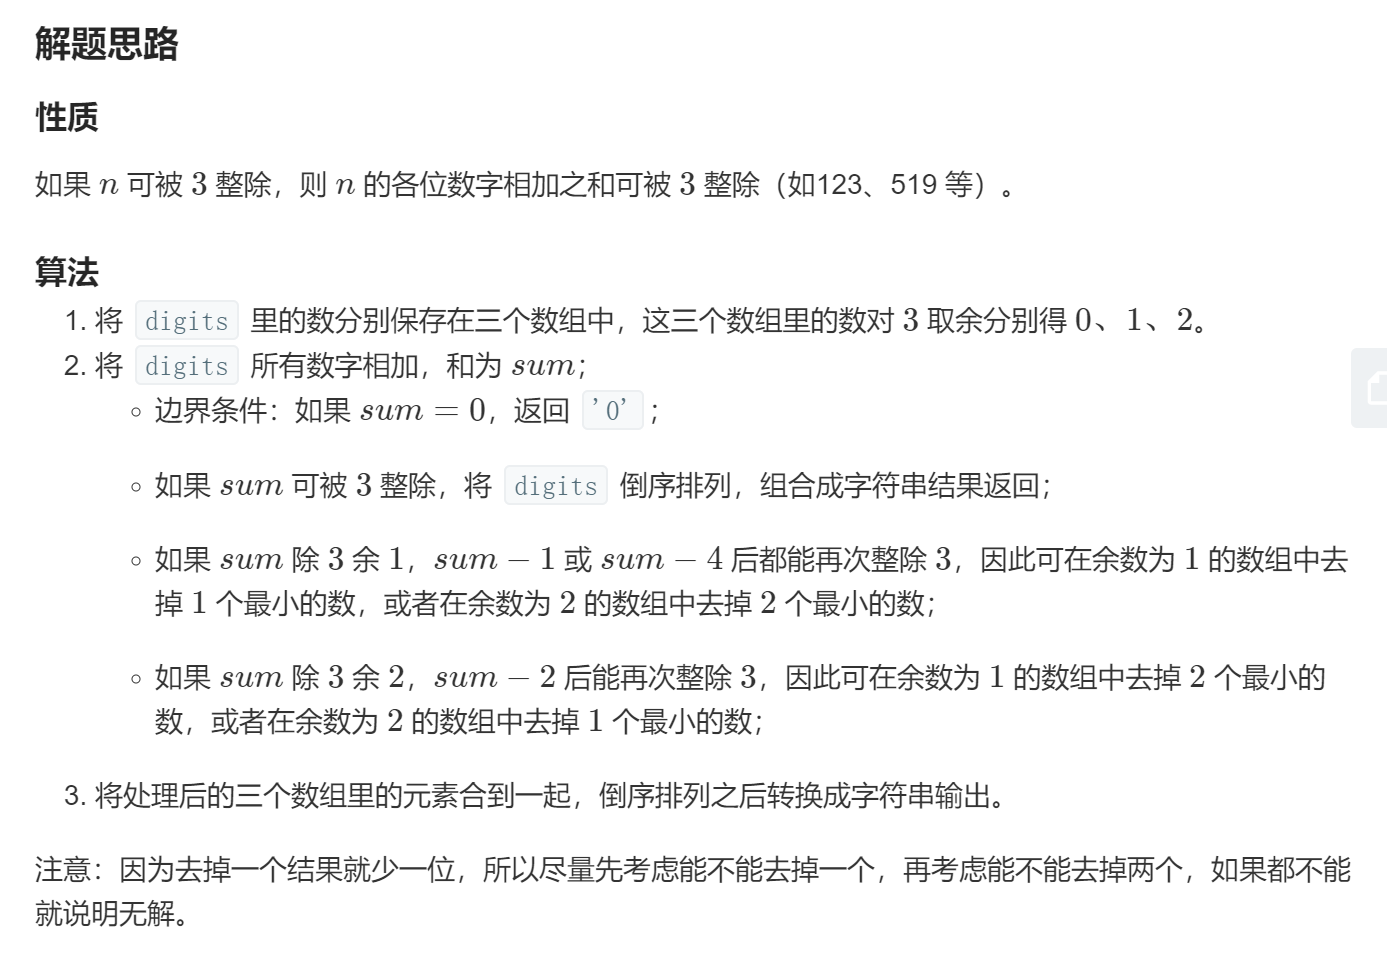 解题思路
性质
如果 n 可被 3 整除，则 n 的各位数字相加之和可被 3 整除（如123、519 等）。
算法
1. 将 digits 里的数分别保存在三个数组中，这三个数组里的数对 3 取余分别得 0、1、2。
2. 将 digits 所有数字相加，和为 sum；
◦ 边界条件：如果 sum = 0，返回 '0' ；
◦ 如果 sum 可被 3 整除，将 digits 倒序排列，组合成字符串结果返回；
◦ 如果 sum 除 3 余 1，sum − 1 或 sum − 4 后都能再次整除 3，因此可在余数为 1 的数组中去
掉 1 个最小的数，或者在余数为 2 的数组中去掉 2 个最小的数；
◦ 如果 sum 除 3 余 2，sum − 2 后能再次整除 3，因此可在余数为 1 的数组中去掉 2 个最小的
数，或者在余数为 2 的数组中去掉 1 个最小的数；
3. 将处理后的三个数组里的元素合到一起，倒序排列之后转换成字符串输出。
注意：因为去掉一个结果就少一位，所以尽量先考虑能不能去掉一个，再考虑能不能去掉两个，如果都不能
就说明无解。